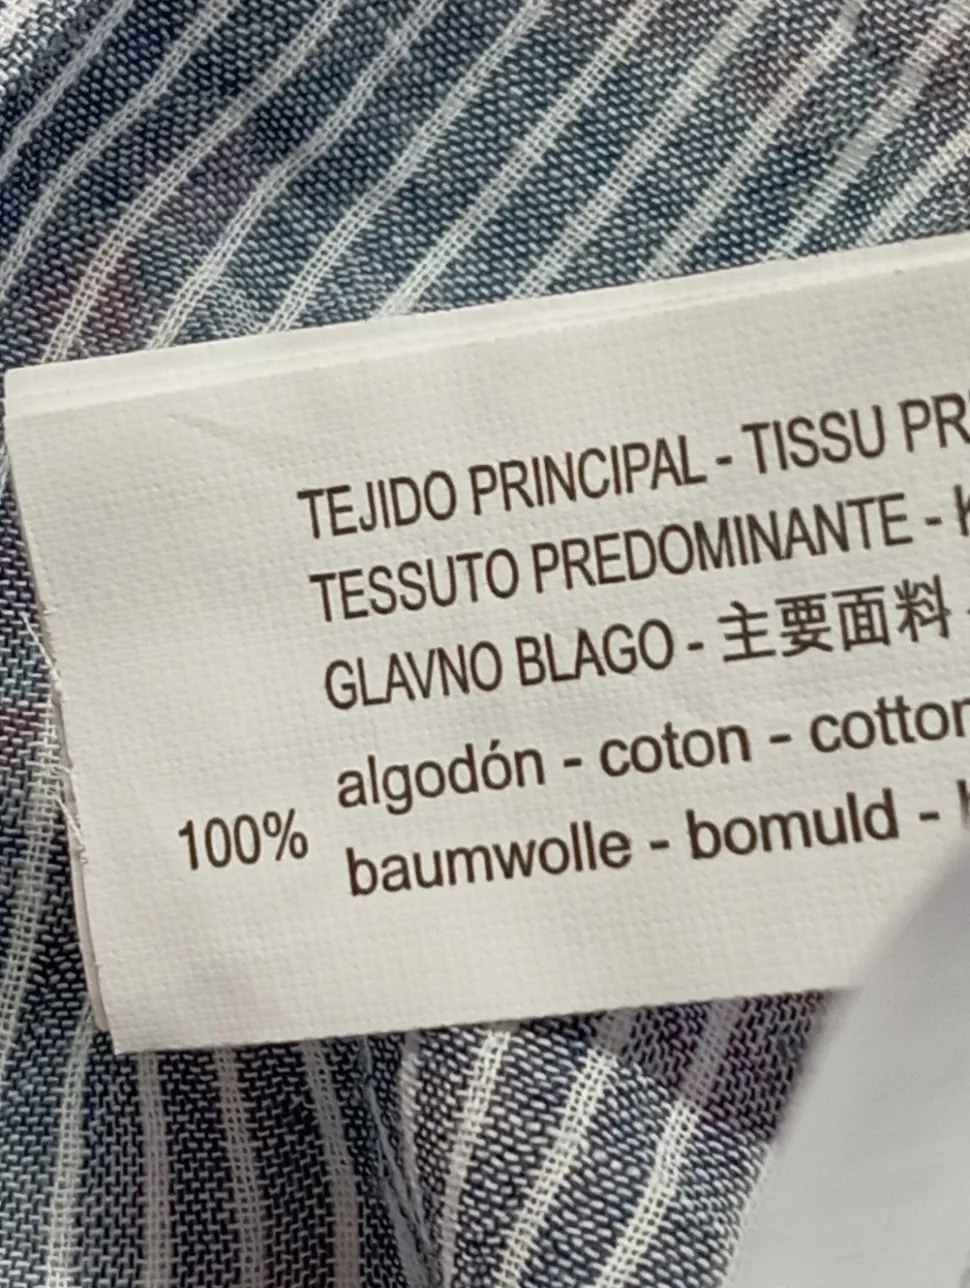 TEJIDO PRINCIPAL - TISSU
TESSUTO PREDOMINANTE -
GLAVNO BLAGO - 主要面料
algodón - coton -
100%
baumwolle - bomuld -